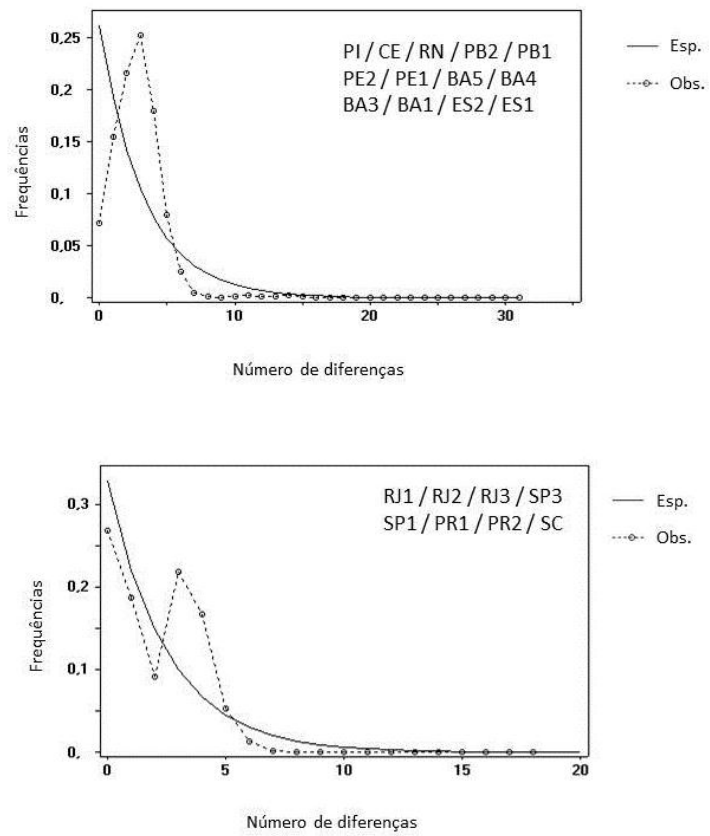 0,25
0,2
0,15
0,1
0,05
0,
Frequências
0
10
20
30
Número de diferenças
PI / CE / RN / PB2 / PB1
PE2 / PE1 / BA5 / BA4
BA3 / BA1 / ES2 / ES1
Esp.
Obs.
0,3
0,2
0,1
0,
Frequências
0
5
10
15
20
Número de diferenças
RJ1 / RJ2 / RJ3 / SP3
SP1 / PR1 / PR2 / SC
Esp.
Obs.